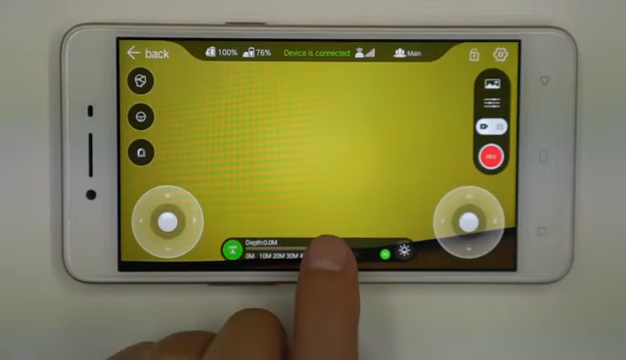 back 100% 76% Device is connected Main
REC
Depth:0.0M
0M 10M 20M 30M